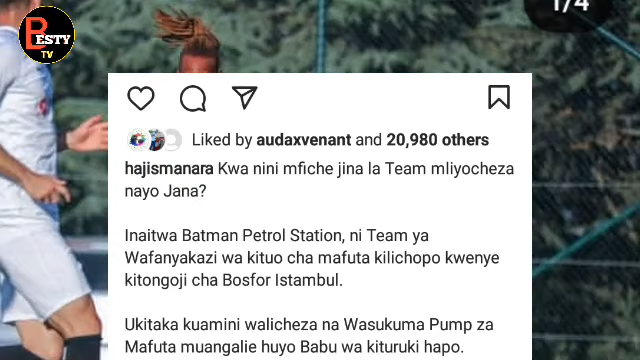 BESTY
TV
1/4
Liked by audaxvenant and 20,980 others
hajismanara Kwa nini mfiche jina la Team mliyocheza
nayo Jana?
Inaitwa Batman Petrol Station, ni Team ya
Wafanyakazi wa kituo cha mafuta kilichopo kwenye
kitongoji cha Bosfor Istambul.
Ukitaka kuamini walicheza na Wasukuma Pump za
Mafuta muangalie huyo Babu wa kituruki hapo.